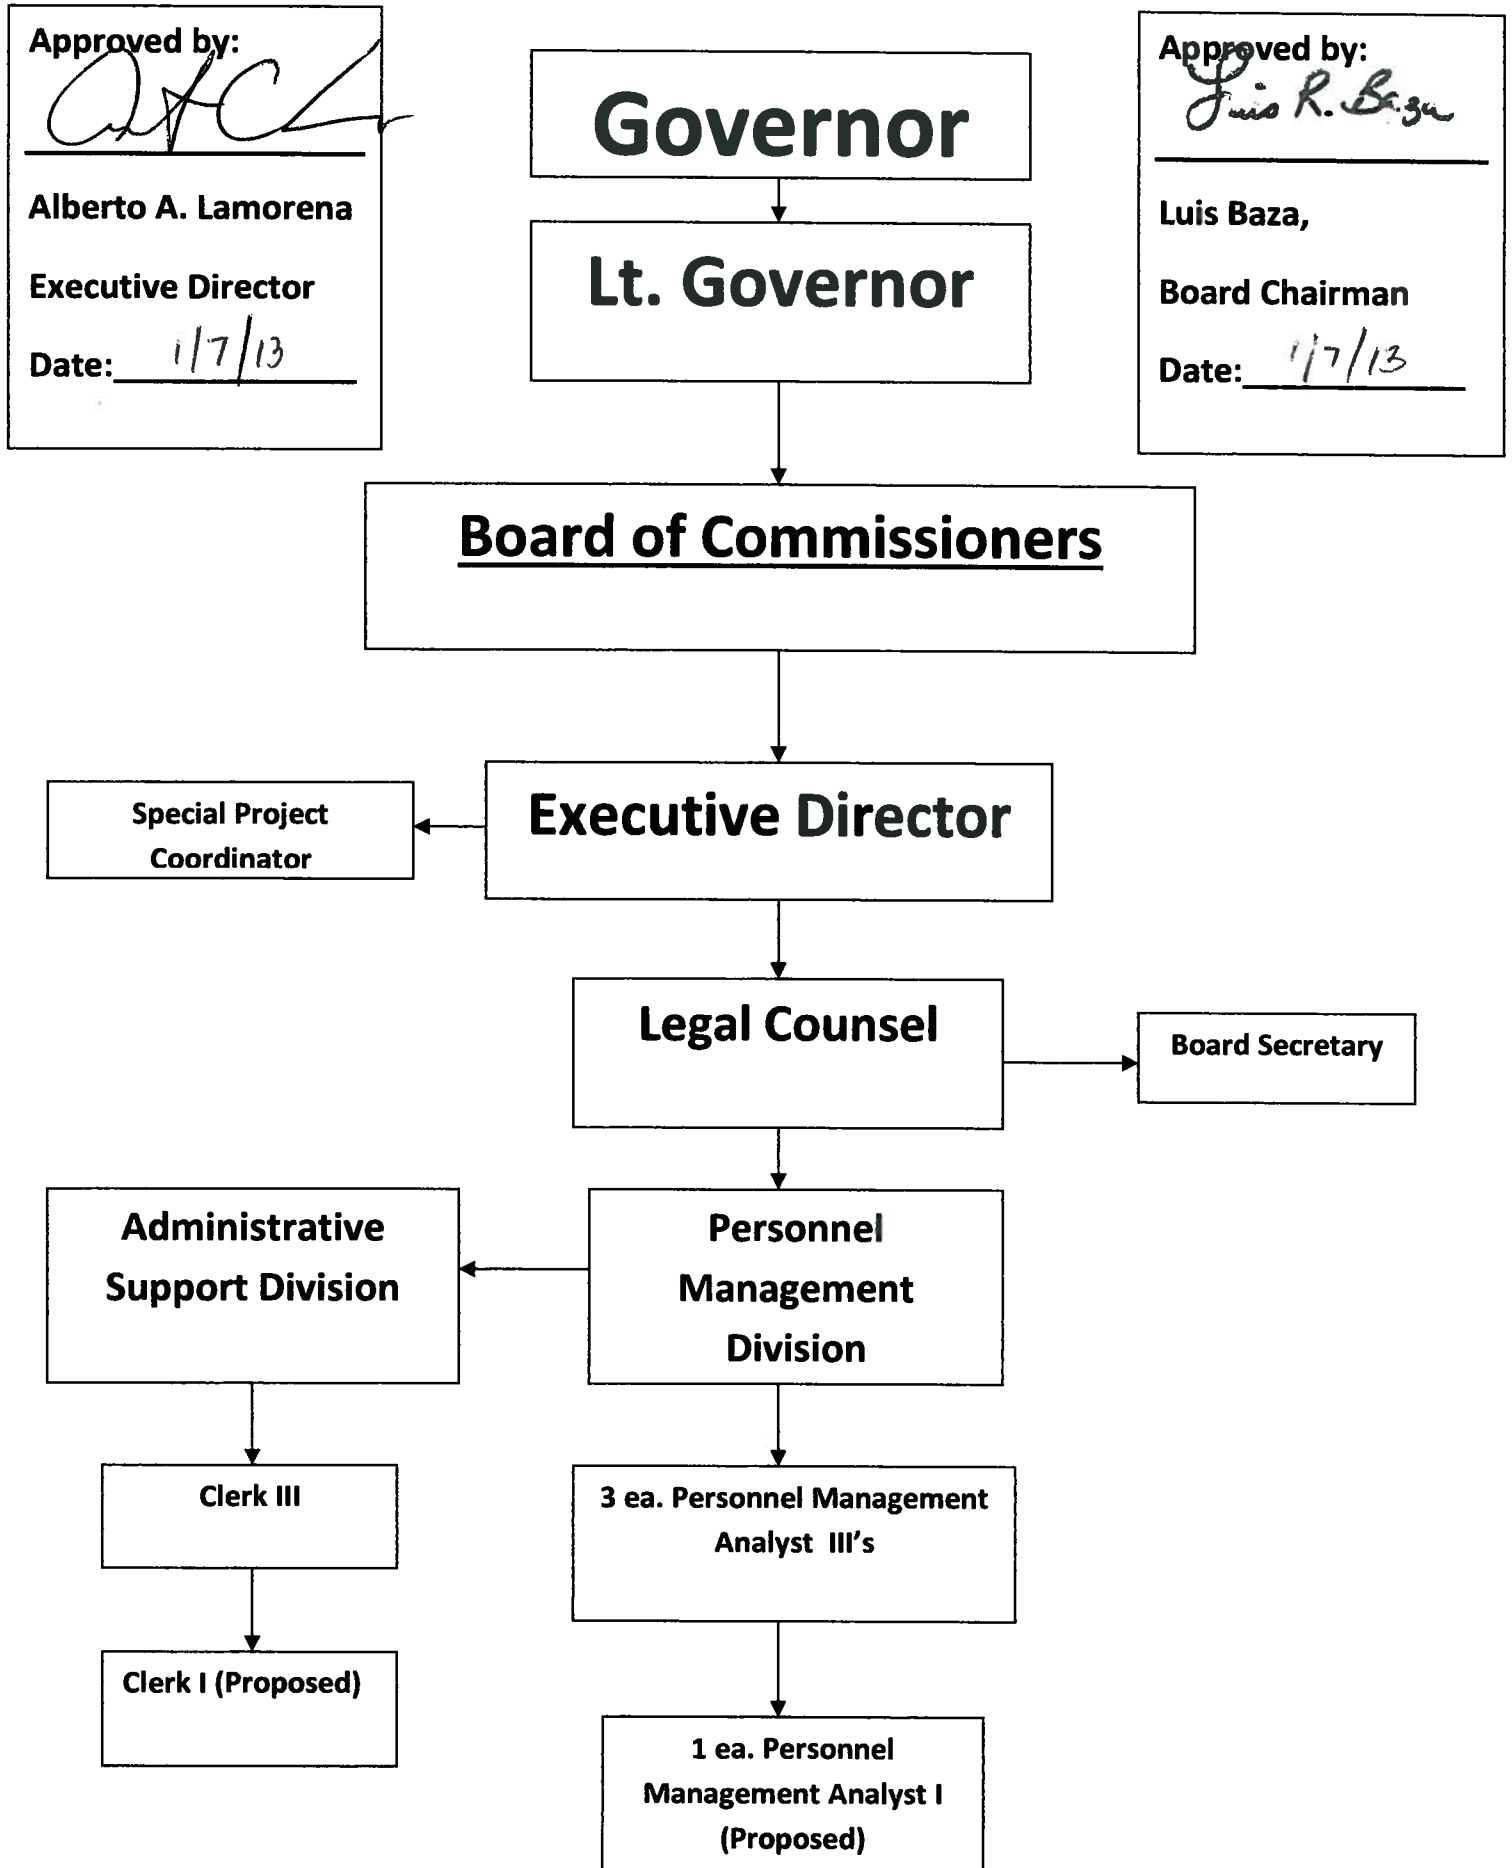 Approved by:
Alberto A. Lamorena
Executive Director
Date: 1/7/13
Governor
Lt. Governor
Approved by:
Luis R. Baza
Luis Baza,
Board Chairman
Date: 1/7/13
Board of Commissioners
Special Project
Coordinator
Executive Director
Legal Counsel
Board Secretary
Administrative
Support Division
Personnel
Management
Division
Clerk III
3 ea. Personnel Management
Analyst III's
Clerk I (Proposed)
1 ea. Personnel
Management Analyst I
(Proposed)